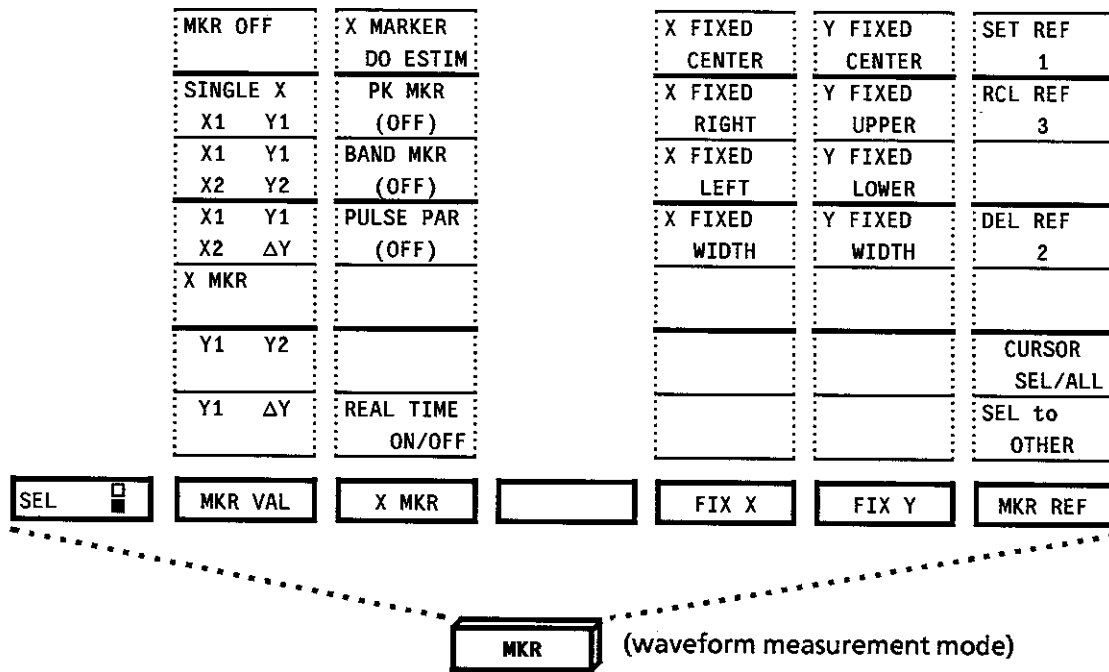 MKR OFF
SINGLE X
X1 Y1
X1 Y1
X2 Y2
X1 Y1
X2 ΔY
X MKR
Y1 Y2
Y1 ΔY
X MARKER
DO ESTIM
PK MKR
(OFF)
BAND MKR
(OFF)
PULSE PAR
(OFF)
REAL TIME
ON/OFF
X FIXED
CENTER
X FIXED
RIGHT
X FIXED
LEFT
X FIXED
WIDTH
Y FIXED
CENTER
Y FIXED
UPPER
Y FIXED
LOWER
Y FIXED
WIDTH
SET REF
1
RCL REF
3
DEL REF
2
CURSOR
SEL/ALL
SEL to
OTHER
SEL
MKR VAL
X MKR
FIX X
FIX Y
MKR REF
MKR
(waveform measurement mode)